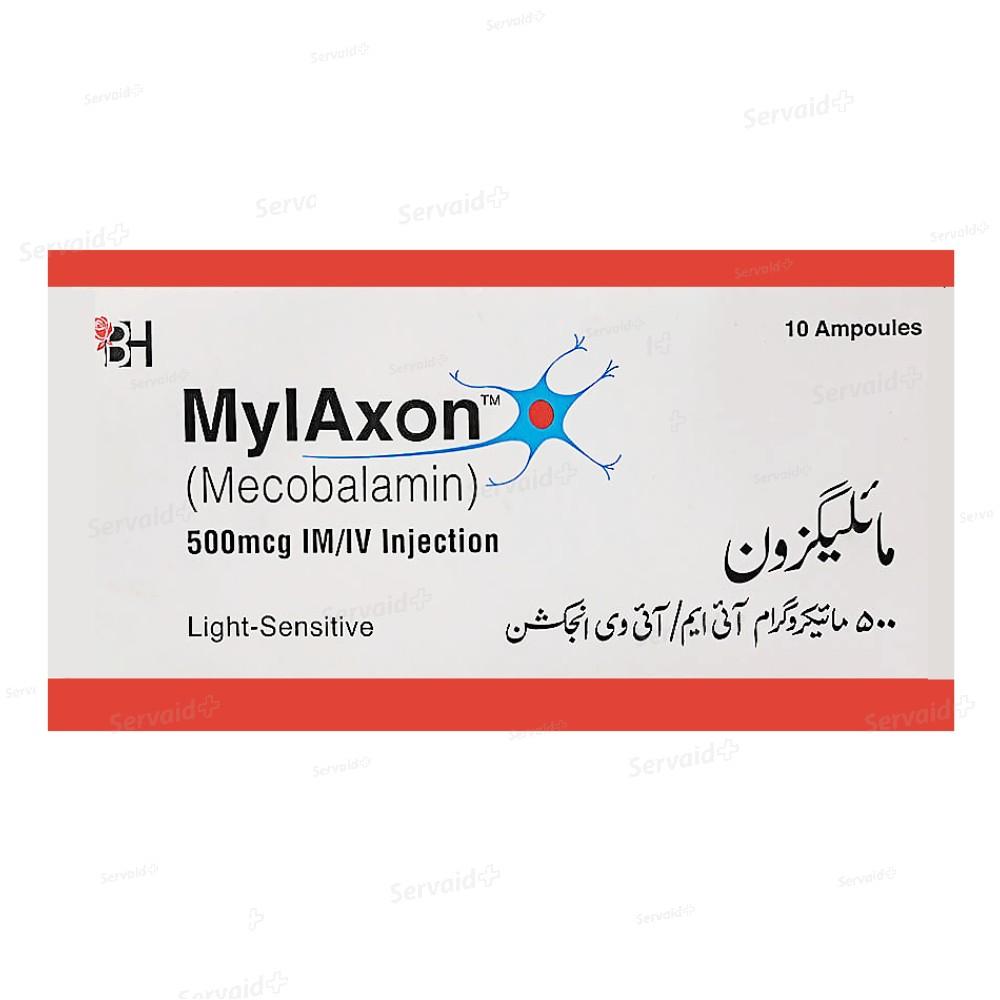 BH
10 Ampoules
MylAxon™
(Mecobalamin)
500mcg IM/IV Injection
مائلیگزون
Light-Sensitive
۵۰۰ مائیکروگرام آئی ایم/آئی وی انجکشن
Servaid